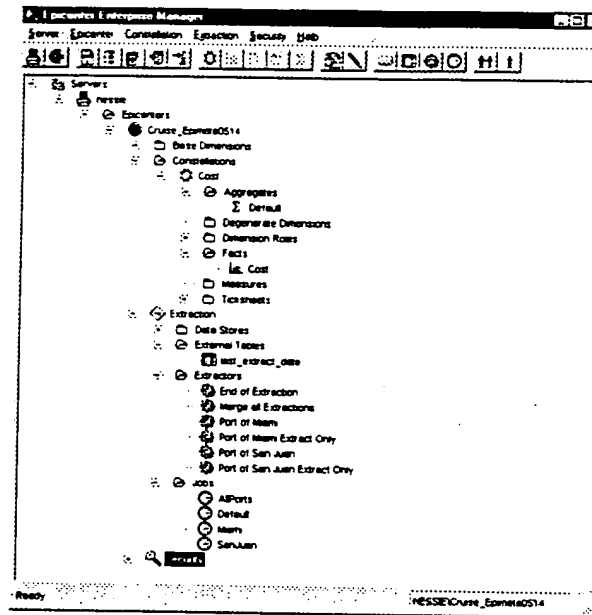 Epicenter Enterprise Manager
Server Epicenter Constellation Extraction Security Help
Servers
nessie
Epicenters
Cruise_Epimeta0514
Base Dimensions
Constellations
Cost
Aggregates
Σ Default
Degenerate Dimensions
Dimension Roles
Facts
Cost
Measures
Ticksheets
Extraction
Data Stores
External Tables
last_extract_date
Extractors
End of Extraction
Merge all Extractions
Port of Miami
Port of Miami Extract Only
Port of San Juan
Port of San Juan Extract Only
Jobs
AllPorts
Default
Miami
SanJuan
Security
Ready
NESSIE\Cruise_Epimeta0514